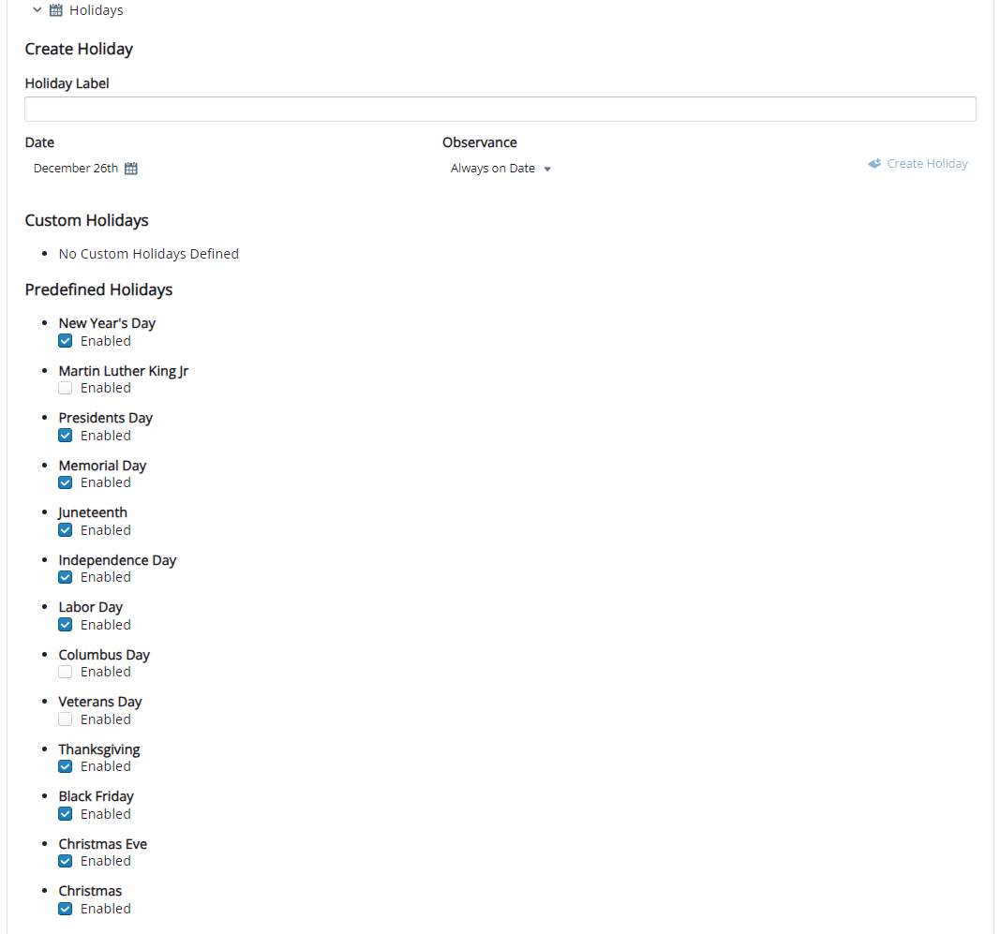 Holidays
Create Holiday
Holiday Label
Date
Observance
December 26th
Always on Date
Create Holiday
Custom Holidays
No Custom Holidays Defined
Predefined Holidays
New Year's Day
Enabled
Martin Luther King Jr
Enabled
Presidents Day
Enabled
Memorial Day
Enabled
Juneteenth
Enabled
Independence Day
Enabled
Labor Day
Enabled
Columbus Day
Enabled
Veterans Day
Enabled
Thanksgiving
Enabled
Black Friday
Enabled
Christmas Eve
Enabled
Christmas
Enabled